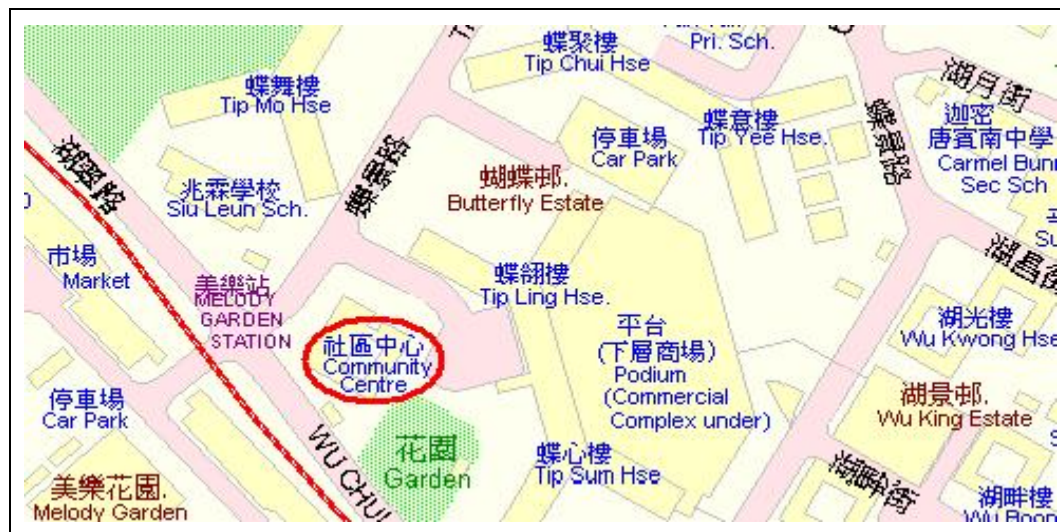 Pri. Sch.
蝶聚樓
Tip Chui Hse
蝶舞樓
Tip Mo Hse
湖月街
停車場
Car Park
蝶意樓
Tip Yee Hse.
蝶景路
迦密
唐賓南中學
Carmel Bunn
Sec Sch
湖翠路
兆霖學校
Siu Leun Sch.
蝴蝶邨.
Butterfly Estate
Su
湖昌街
市場
Market
美樂站
MELODY
GARDEN
STATION
蝶翎樓
Tip Ling Hse.
社區中心
Community
Centre
平台
(下層商場)
Podium
(Commercial
Complex under)
湖光樓
Wu Kwong Hse
湖景邨.
Wu King Estate
停車場
Car Park
WU CHUI
花園
Garden
蝶心樓
Tip Sum Hse
湖畔街
美樂花園.
Melody Garden
湖畔樓
Wu Boon